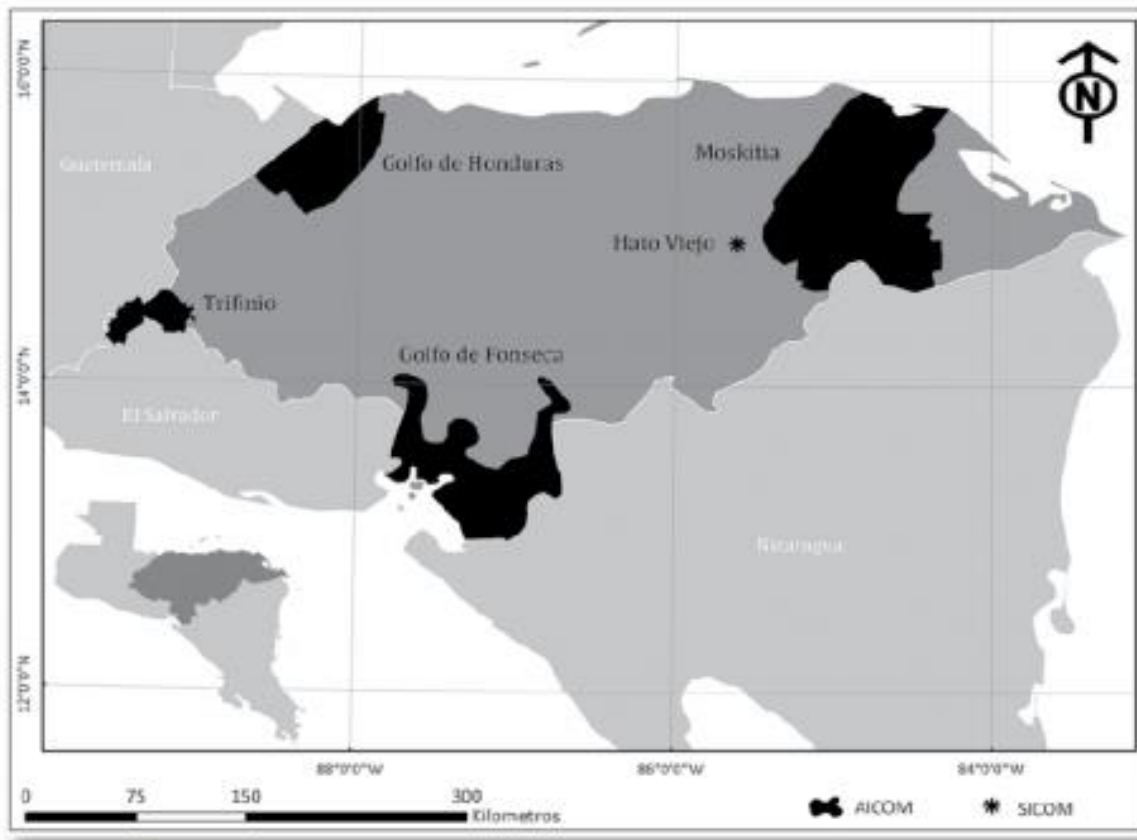 16°0'0"N
N
Guatemala
Golfo de Honduras
Moskitia
Hato Viejo
Trifinio
Golfo de Fonseca
14°0'0"N
El Salvador
Nicaragua
12°0'0"N
88°0'0"W
86°0'0"W
84°0'0"W
0 75 150 300
Kilometros
AICOM
SICOM